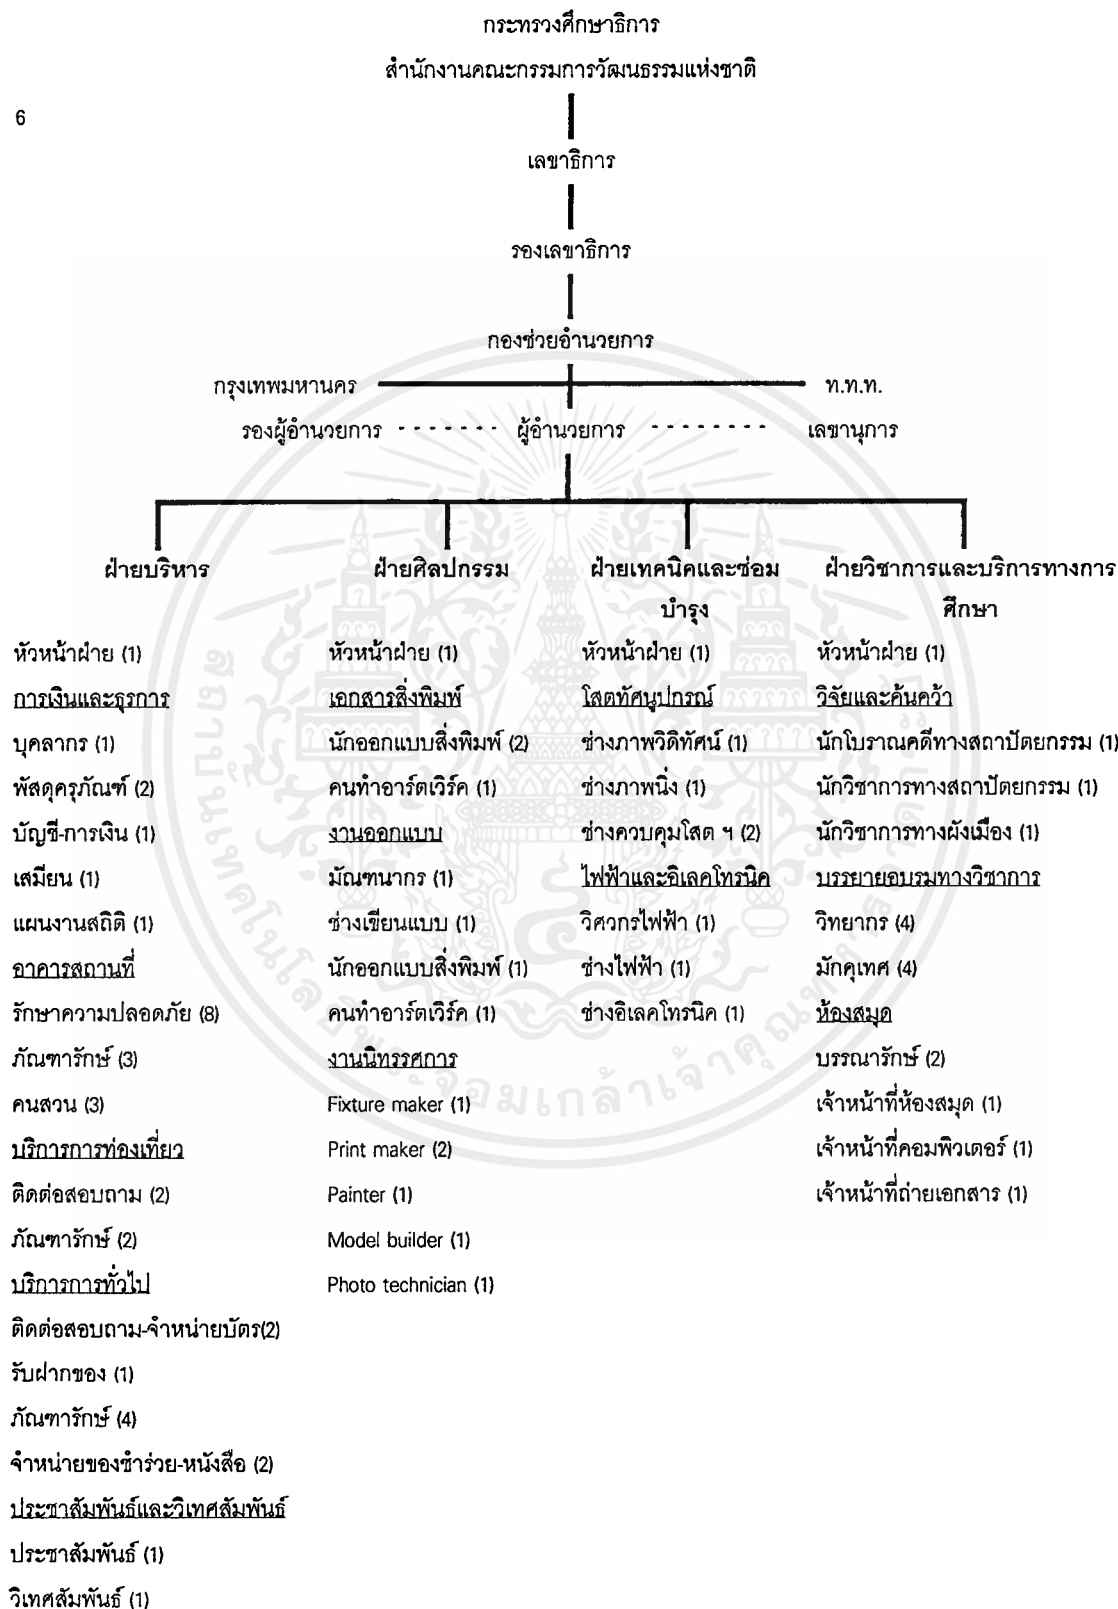 กระทรวงศึกษาธิการ
สำนักงานคณะกรรมการวัฒนธรรมแห่งชาติ
6
เลขาธิการ
รองเลขาธิการ
กองช่วยอำนวยการ
กรุงเทพมหานคร ท.ท.ท.
รองผู้อำนวยการ - - - - - - - ผู้อำนวยการ - - - - - - - - เลขานุการ
ฝ่ายบริหาร
หัวหน้าฝ่าย (1)
การเงินและธุรการ
บุคลากร (1)
พัสดุครุภัณฑ์ (2)
บัญชี-การเงิน (1)
เสมียน (1)
แผนงานสถิติ (1)
อาคารสถานที่
รักษาความปลอดภัย (8)
ภัณฑารักษ์ (3)
คนสวน (3)
บริการการท่องเที่ยว
ติดต่อสอบถาม (2)
ภัณฑารักษ์ (2)
บริการการทั่วไป
ติดต่อสอบถาม-จำหน่ายบัตร(2)
รับฝากของ (1)
ภัณฑารักษ์ (4)
จำหน่ายของชำร่วย-หนังสือ (2)
ประชาสัมพันธ์และวิเทศสัมพันธ์
ประชาสัมพันธ์ (1)
วิเทศสัมพันธ์ (1)
ฝ่ายศิลปกรรม
หัวหน้าฝ่าย (1)
เอกสารสิ่งพิมพ์
นักออกแบบสิ่งพิมพ์ (2)
คนทำอาร์ตเวิร์ค (1)
งานออกแบบ
มัณฑนากร (1)
ช่างเขียนแบบ (1)
นักออกแบบสิ่งพิมพ์ (1)
คนทำอาร์ตเวิร์ค (1)
งานนิทรรศการ
Fixture maker (1)
Print maker (2)
Painter (1)
Model builder (1)
Photo technician (1)
ฝ่ายเทคนิคและซ่อม
บำรุง
หัวหน้าฝ่าย (1)
โสตทัศนูปกรณ์
ช่างภาพวิดิทัศน์ (1)
ช่างภาพนิ่ง (1)
ช่างควบคุมโสต ฯ (2)
ไฟฟ้าและอิเลคโทรนิค
วิศวกรไฟฟ้า (1)
ช่างไฟฟ้า (1)
ช่างอิเลคโทรนิค (1)
ฝ่ายวิชาการและบริการทางการ
ศึกษา
หัวหน้าฝ่าย (1)
วิจัยและค้นคว้า
นักโบราณคดีทางสถาปัตยกรรม (1)
นักวิชาการทางสถาปัตยกรรม (1)
นักวิชาการทางผังเมือง (1)
บรรยายอบรมทางวิชาการ
วิทยากร (4)
มักคุเทศ (4)
ห้องสมุด
บรรณารักษ์ (2)
เจ้าหน้าที่ห้องสมุด (1)
เจ้าหน้าที่คอมพิวเตอร์ (1)
เจ้าหน้าที่ถ่ายเอกสาร (1)
สถาบันเทคโนโลยีพระจอมเกล้าเจ้าคุณทหารลาดกระบัง